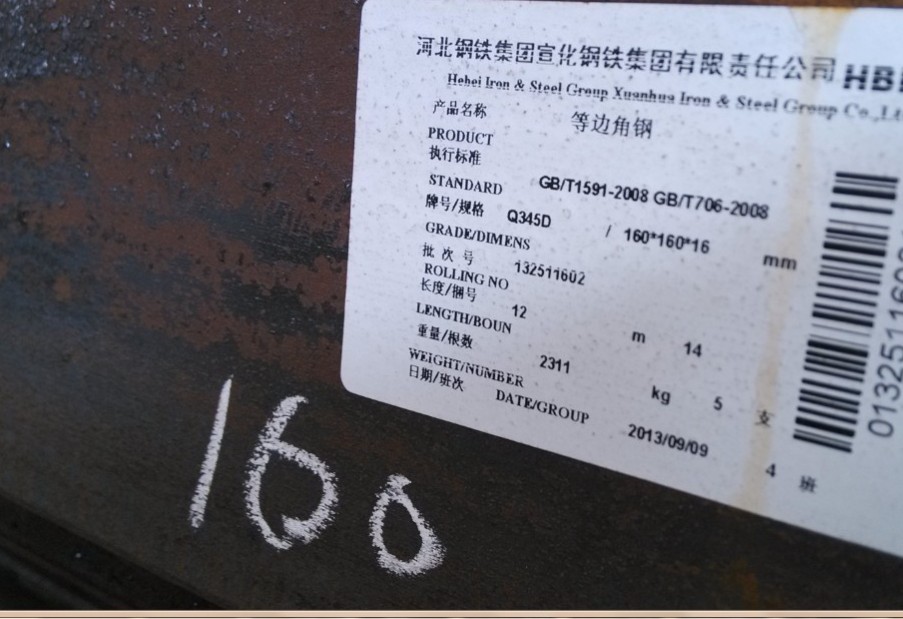 河北钢铁集团宣化钢铁集团有限责任公司
Hebei Iron & Steel Group Xuanhua Iron & Steel Group Co.,Lt
产品名称 等边角钢
PRODUCT
执行标准
STANDARD GB/T1591-2008 GB/T706-2008
牌号/规格 Q345D / 160*160*16 mm
GRADE/DIMENS
批次号 132511602
ROLLING NO
长度/捆号 12 m 14
LENGTH/BOUN
重量/根数 2311 kg 5 支
WEIGHT/NUMBER
日期/班次 2013/09/09 4 班
DATE/GROUP
160